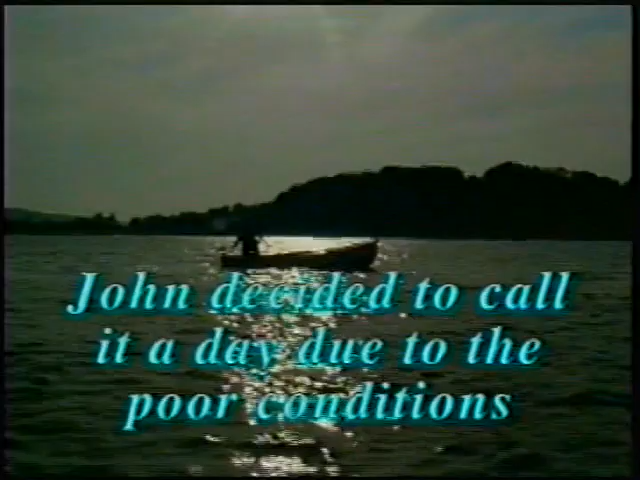 John decided to call
it a day due to the
poor conditions